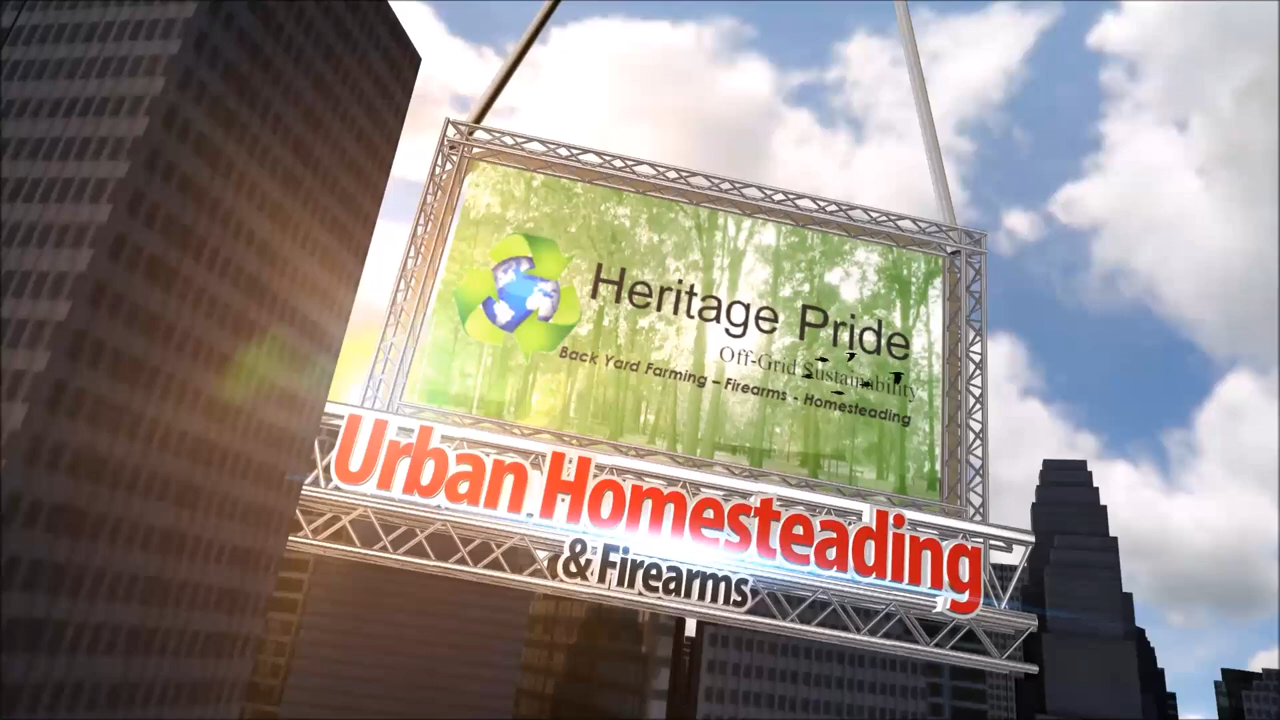 Heritage Pride
Off-Grid Sustainability
Back Yard Farming – Firearms - Homesteading
Urban Homesteading
& Firearms